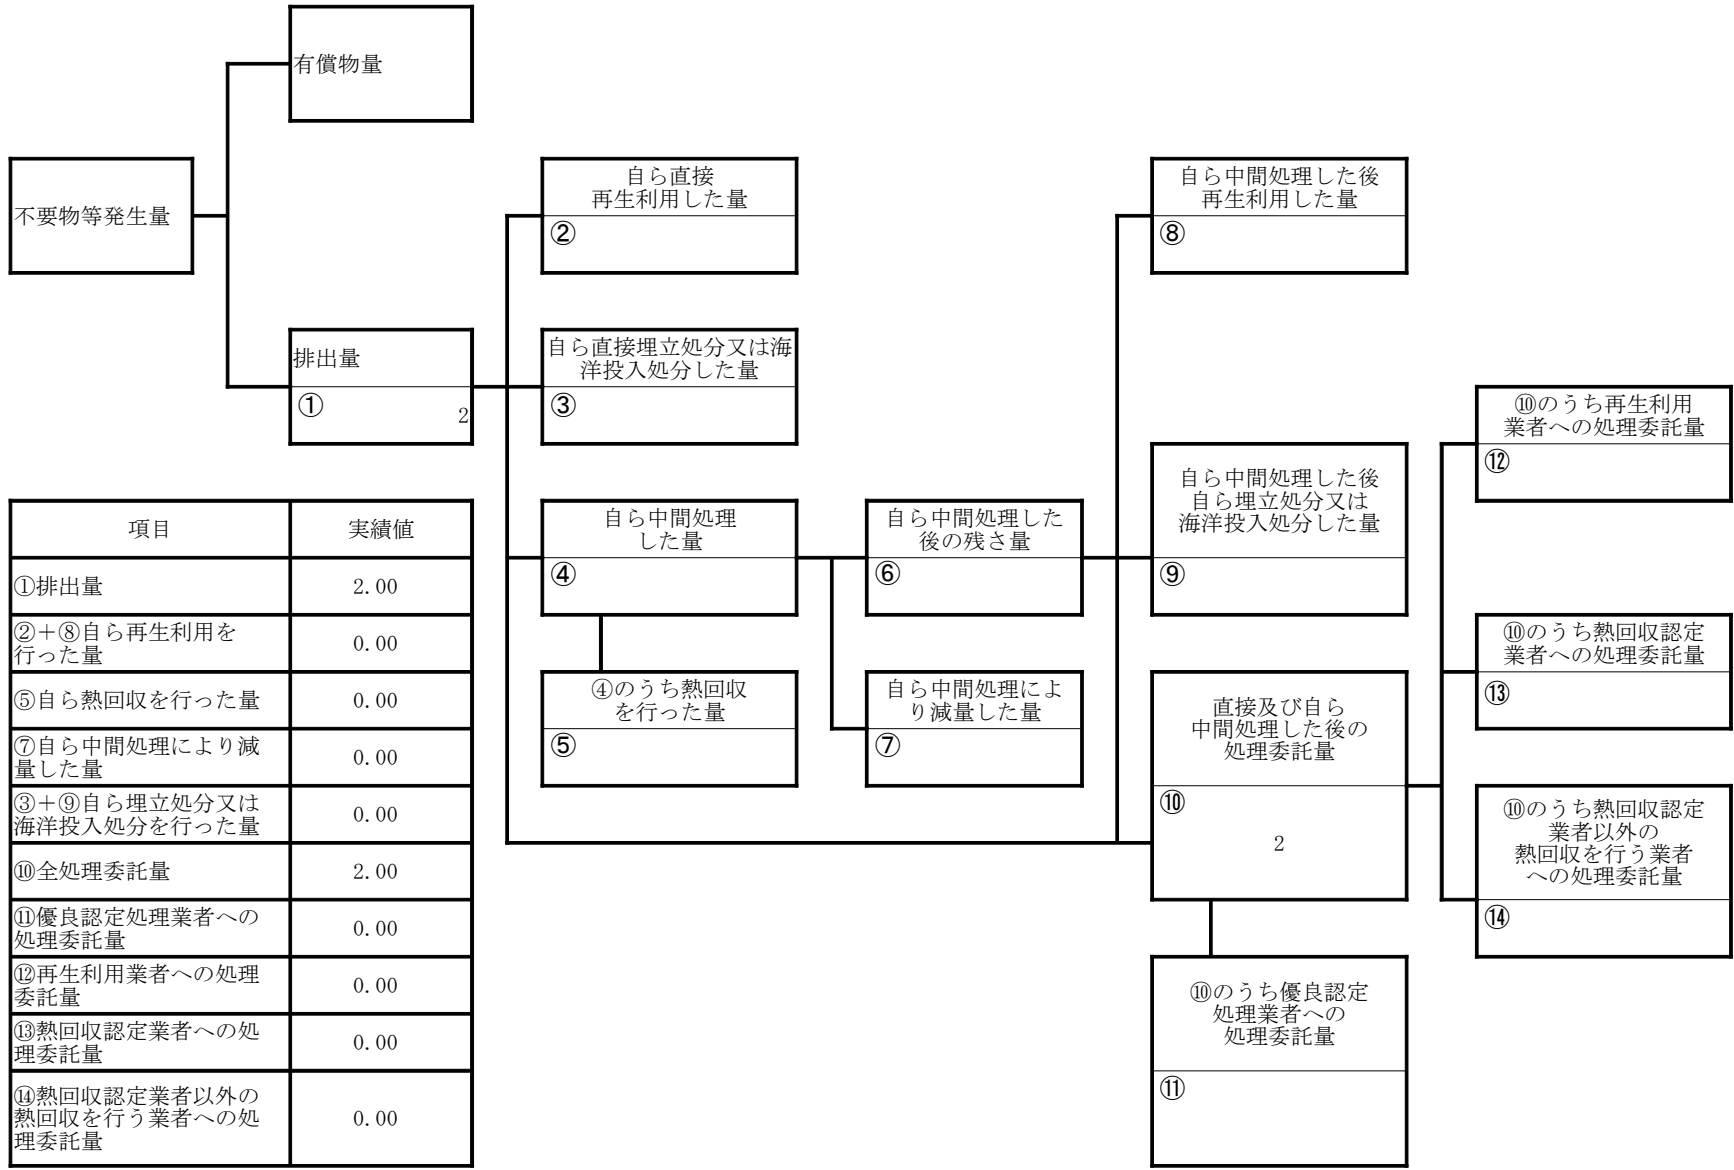 有償物量
不要物等発生量
自ら直接
再生利用した量
②
自ら中間処理した後
再生利用した量
⑧
排出量
①
2
自ら直接埋立処分又は海
洋投入処分した量
③
⑩のうち再生利用
業者への処理委託量
⑫
自ら中間処理
した量
④
自ら中間処理した
後の残さ量
⑥
自ら中間処理した後
自ら埋立処分又は
海洋投入処分した量
⑨
⑩のうち熱回収認定
業者への処理委託量
⑬
④のうち熱回収
を行った量
⑤
自ら中間処理によ
り減量した量
⑦
直接及び自ら
中間処理した後の
処理委託量
⑩
2
⑩のうち熱回収認定
業者以外の
熱回収を行う業者
への処理委託量
⑭
⑩のうち優良認定
処理業者への
処理委託量
⑪
項目 実績値
①排出量 2.00
②＋⑧自ら再生利用を
行った量 0.00
⑤自ら熱回収を行った量 0.00
⑦自ら中間処理により減
量した量 0.00
③＋⑨自ら埋立処分又は
海洋投入処分を行った量 0.00
⑩全処理委託量 2.00
⑪優良認定処理業者への
処理委託量 0.00
⑫再生利用業者への処理
委託量 0.00
⑬熱回収認定業者への処
理委託量 0.00
⑭熱回収認定業者以外の
熱回収を行う業者への処 0.00
理委託量